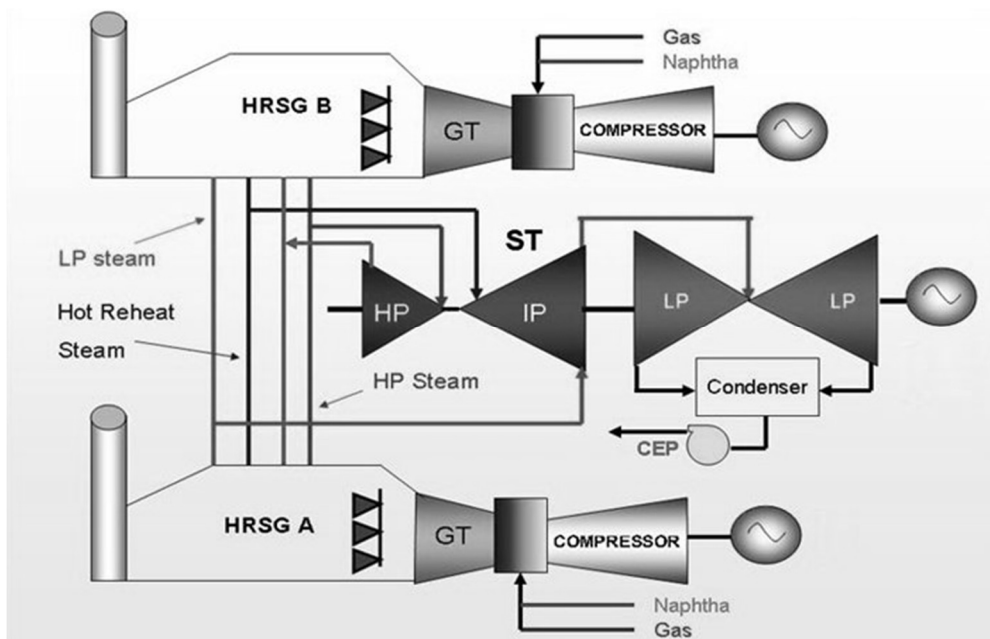 Gas
Naphtha
HRSG B
GT
COMPRESSOR
LP steam
ST
Hot Reheat
Steam
HP
IP
LP
LP
HP Steam
Condenser
CEP
HRSG A
GT
COMPRESSOR
Naphtha
Gas